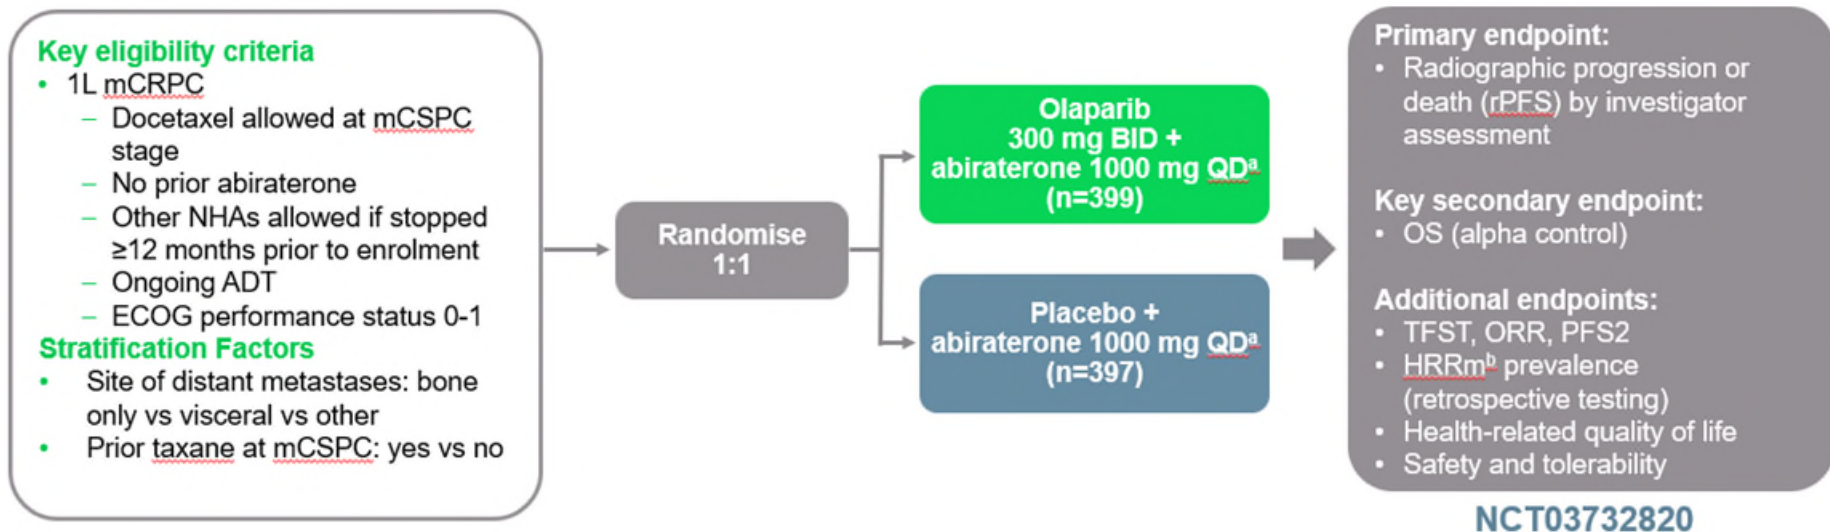 Key eligibility criteria
• 1L mCRPC
– Docetaxel allowed at mCSPC
stage
– No prior abiraterone
– Other NHAs allowed if stopped
≥12 months prior to enrolment
– Ongoing ADT
– ECOG performance status 0-1
Stratification Factors
• Site of distant metastases: bone
only vs visceral vs other
• Prior taxane at mCSPC: yes vs no
Randomise
1:1
Olaparib
300 mg BID +
abiraterone 1000 mg QDª
(n=399)
Placebo +
abiraterone 1000 mg QDª
(n=397)
Primary endpoint:
• Radiographic progression or
death (rPFS) by investigator
assessment
Key secondary endpoint:
• OS (alpha control)
Additional endpoints:
• TFST, ORR, PFS2
• HRRmᵇ prevalence
(retrospective testing)
• Health-related quality of life
• Safety and tolerability
NCT03732820